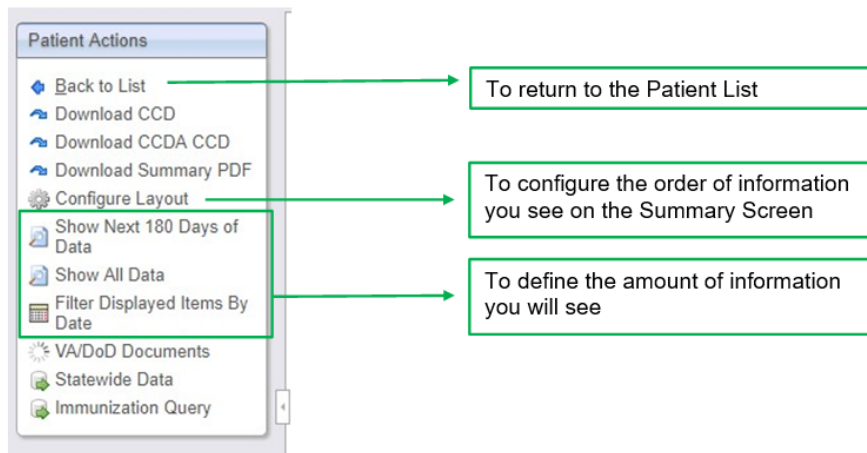 Patient Actions
Back to List
Download CCD
Download CCDA CCD
Download Summary PDF
Configure Layout
Show Next 180 Days of
Data
Show All Data
Filter Displayed Items By
Date
VA/DoD Documents
Statewide Data
Immunization Query
To return to the Patient List
To configure the order of information
you see on the Summary Screen
To define the amount of information
you will see